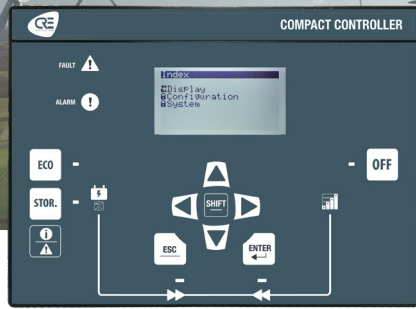 CRE
COMPACT CONTROLLER
FAULT
ALARM
Index
Display
Configuration
System
ECO
OFF
STOR.
SHIFT
ESC
ENTER